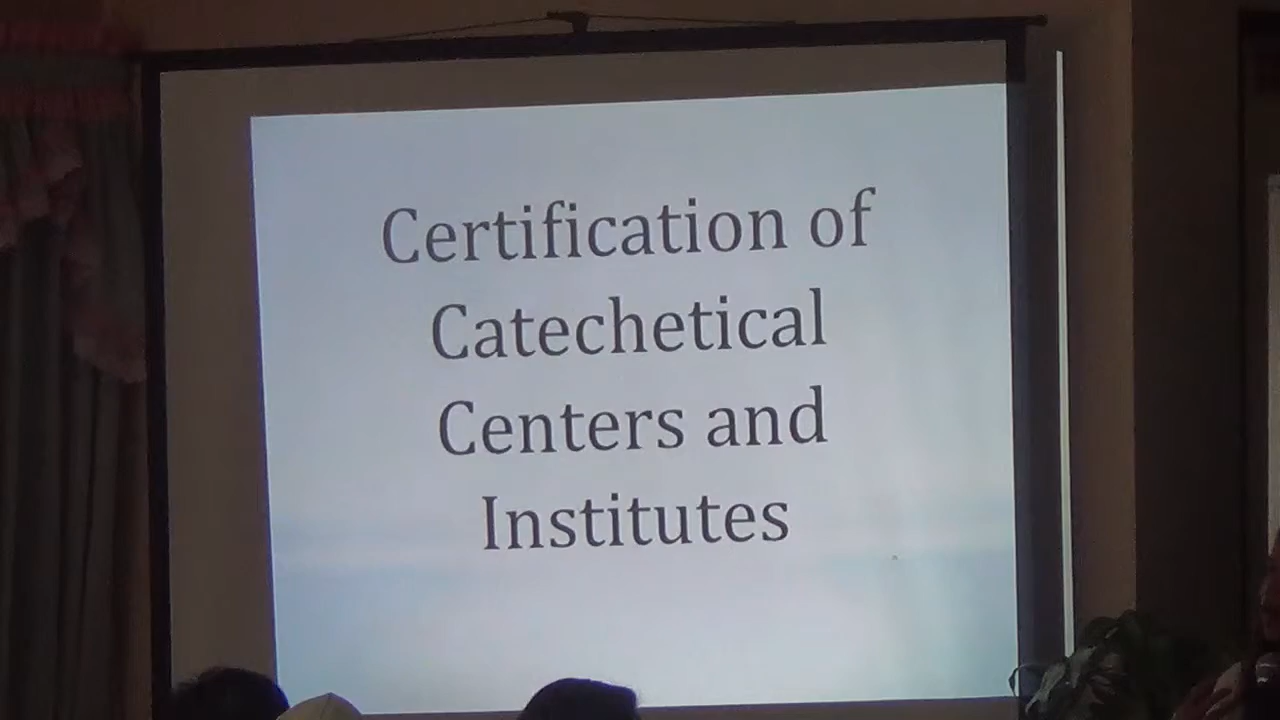 Certification of
Catechetical
Centers and
Institutes